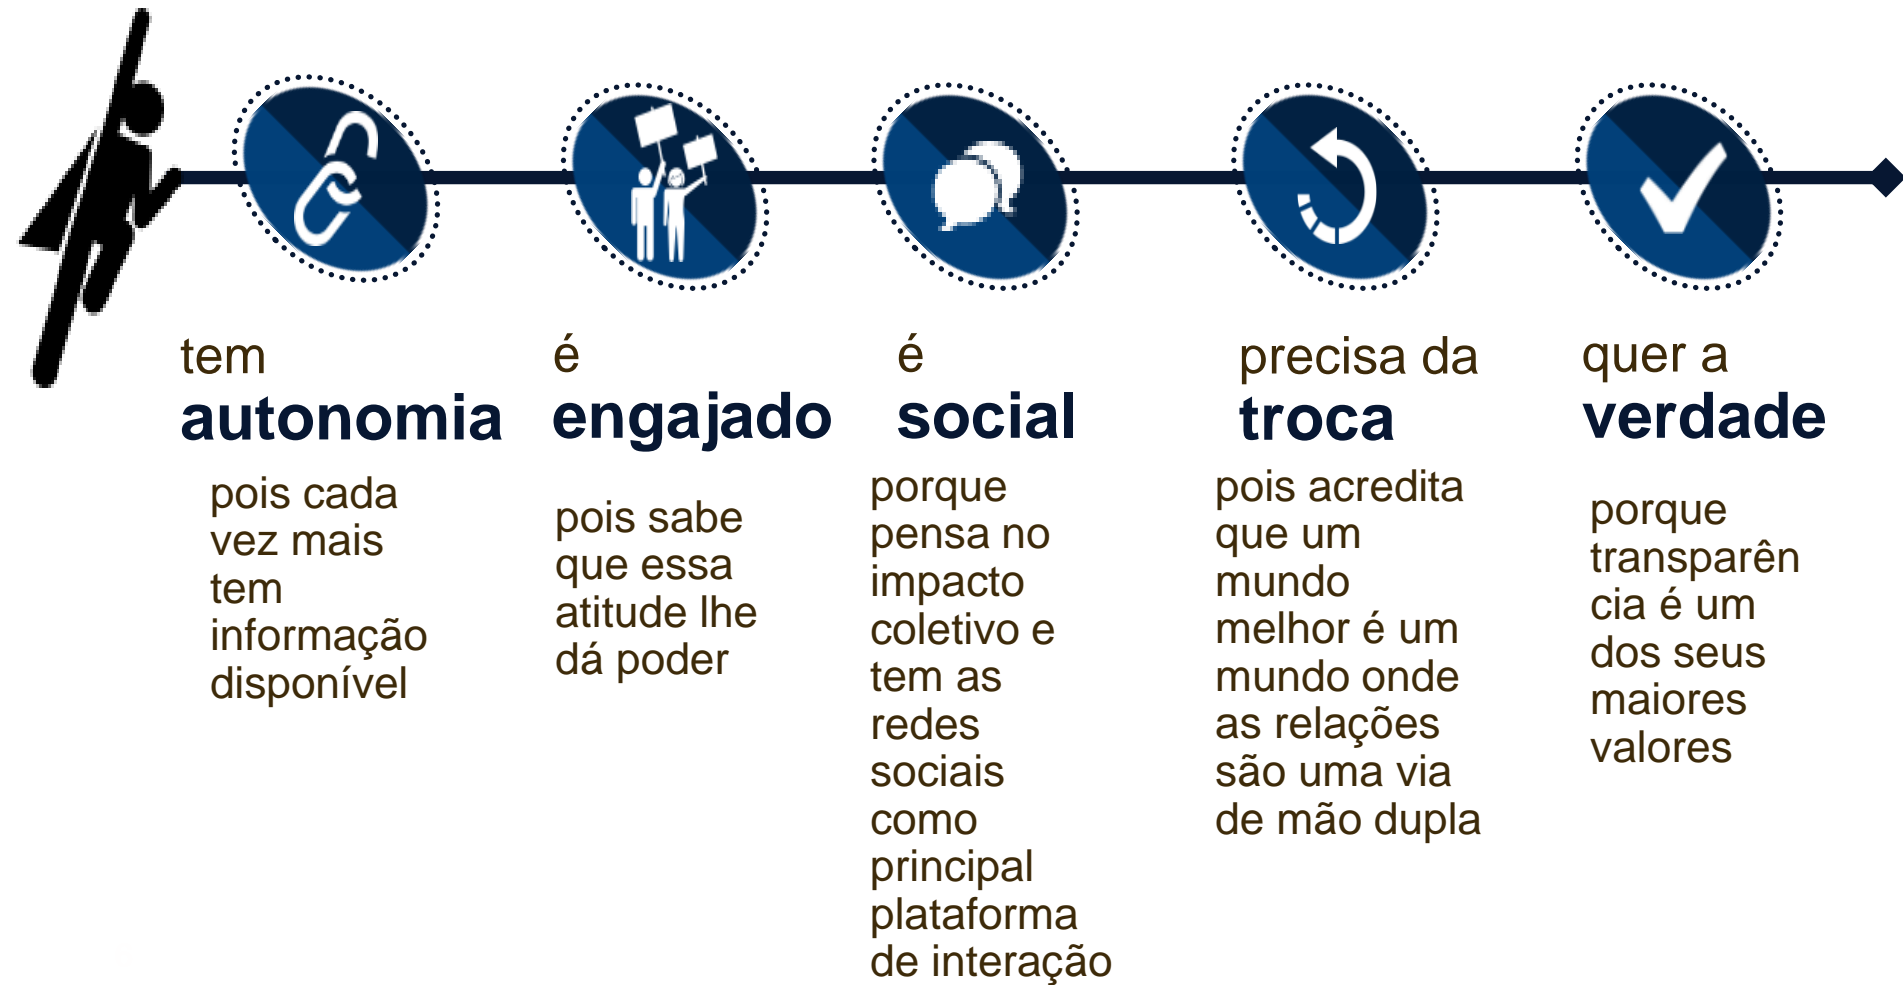 tem
autonomia
pois cada
vez mais
tem
informação
disponível
é
engajado
pois sabe
que essa
atitude lhe
dá poder
é
social
porque
pensa no
impacto
coletivo e
tem as
redes
sociais
como
principal
plataforma
de interação
precisa da
troca
pois acredita
que um
mundo
melhor é um
mundo onde
as relações
são uma via
de mão dupla
quer a
verdade
porque
transparên
cia é um
dos seus
maiores
valores